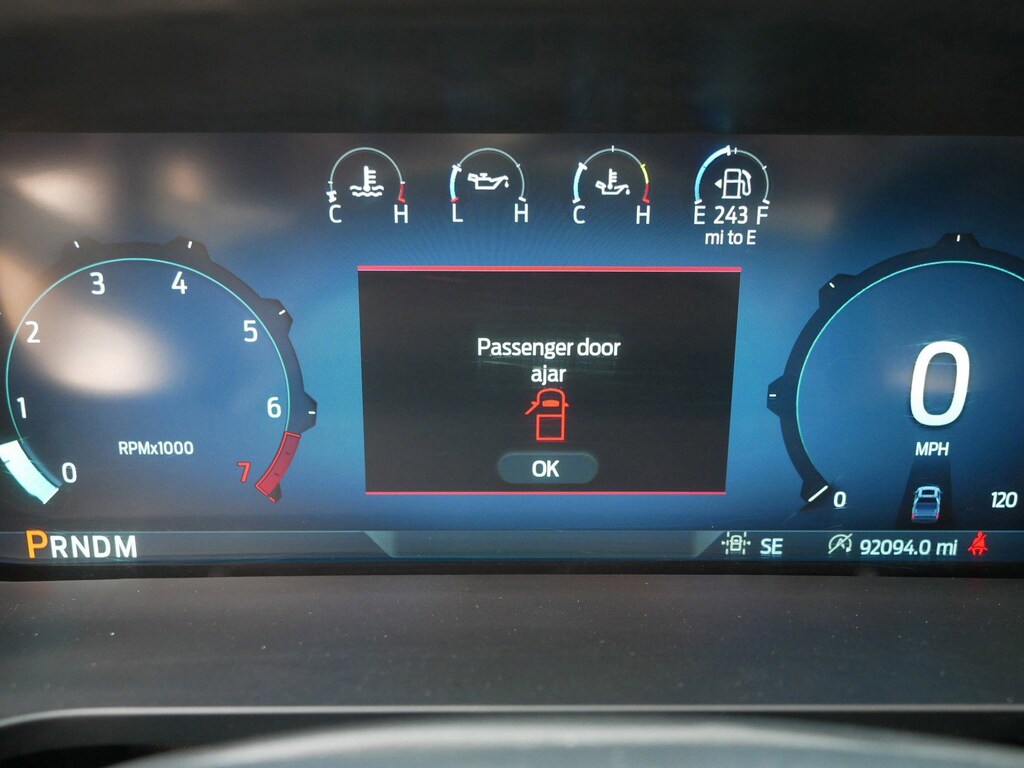 C H L H C H E 243 F
mi to E
3 4
2 5
1 6
0 7
RPMx1000
Passenger door
ajar
OK
0
MPH
0 120
PRNDM
SE 92094.0 mi